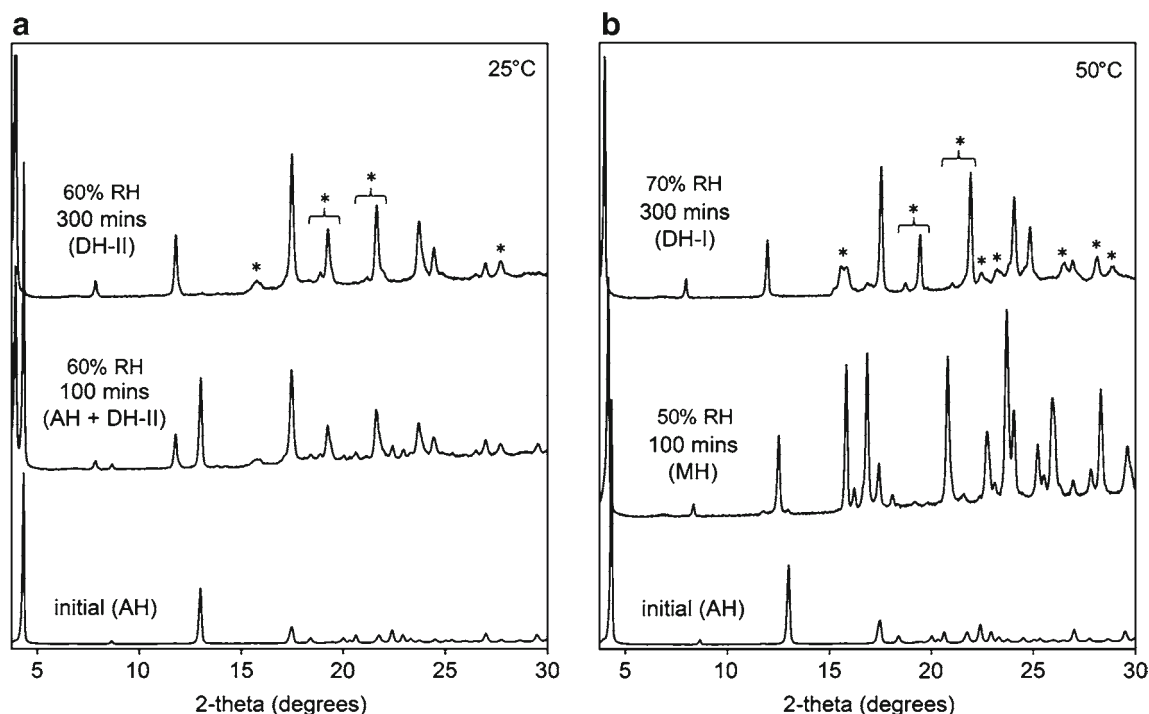 a
25°C
60% RH
300 mins
(DH-II)
* * * *
60% RH
100 mins
(AH + DH-II)
initial (AH)
5 10 15 20 25 30
2-theta (degrees)
b
50°C
70% RH
300 mins
(DH-I)
* * * * * * * *
50% RH
100 mins
(MH)
initial (AH)
5 10 15 20 25 30
2-theta (degrees)